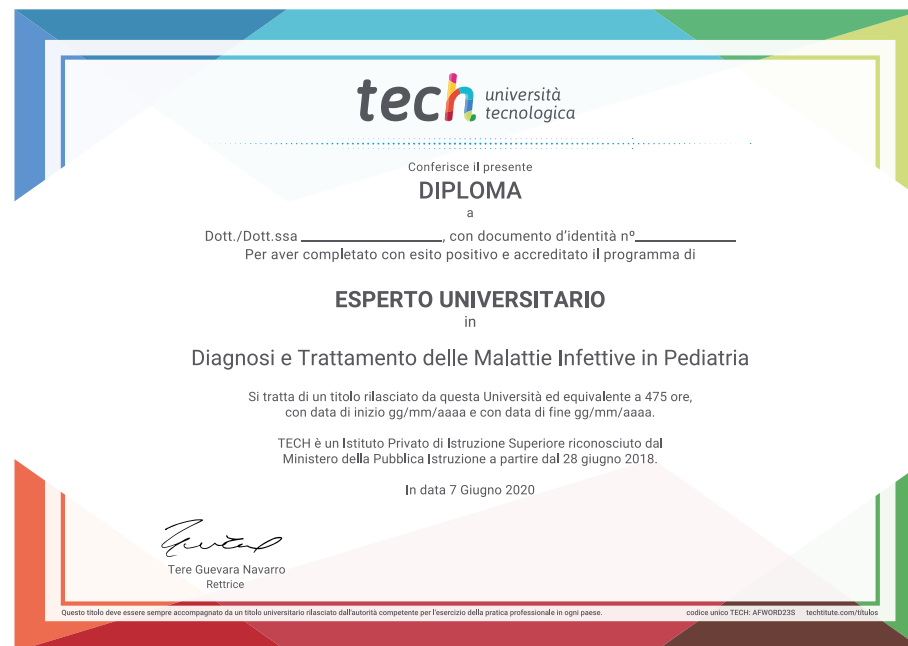 tech università
tecnologica
Conferisce il presente
DIPLOMA
a
Dott./Dott.ssa ________________, con documento d'identità nº____________
Per aver completato con esito positivo e accreditato il programma di
ESPERTO UNIVERSITARIO
in
Diagnosi e Trattamento delle Malattie Infettive in Pediatria
Si tratta di un titolo rilasciato da questa Università ed equivalente a 475 ore,
con data di inizio gg/mm/aaaa e con data di fine gg/mm/aaaa.
TECH è un Istituto Privato di Istruzione Superiore riconosciuto dal
Ministero della Pubblica Istruzione a partire dal 28 giugno 2018.
In data 7 Giugno 2020
Tere Guevara Navarro
Rettrice
Questo titolo deve essere sempre accompagnato da un titolo universitario rilasciato dall'autorità competente per l'esercizio della pratica professionale in ogni paese. codice unico TECH: AFWORD23S techtitute.com/titulos